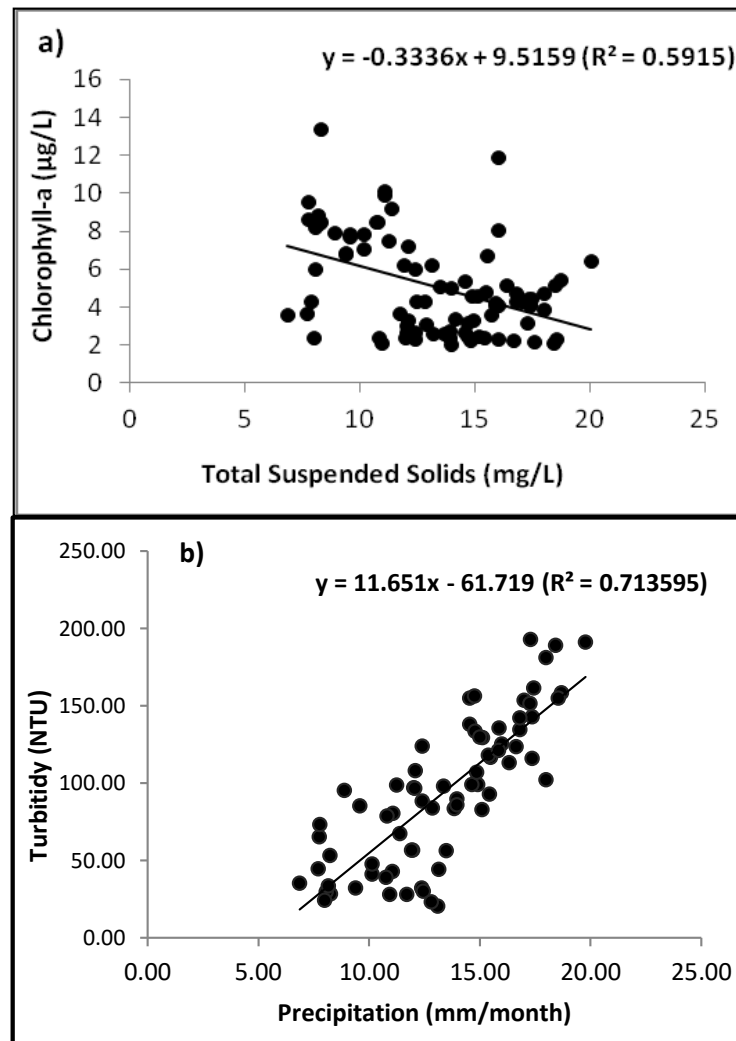 a)
y = -0.3336x + 9.5159 (R² = 0.5915)
16
14
12
10
8
6
4
2
0
0 5 10 15 20 25
Chlorophyll-a (µg/L)
Total Suspended Solids (mg/L)
b)
y = 11.651x - 61.719 (R² = 0.713595)
250.00
200.00
150.00
100.00
50.00
0.00
0.00 5.00 10.00 15.00 20.00 25.00
Turbitidy (NTU)
Precipitation (mm/month)